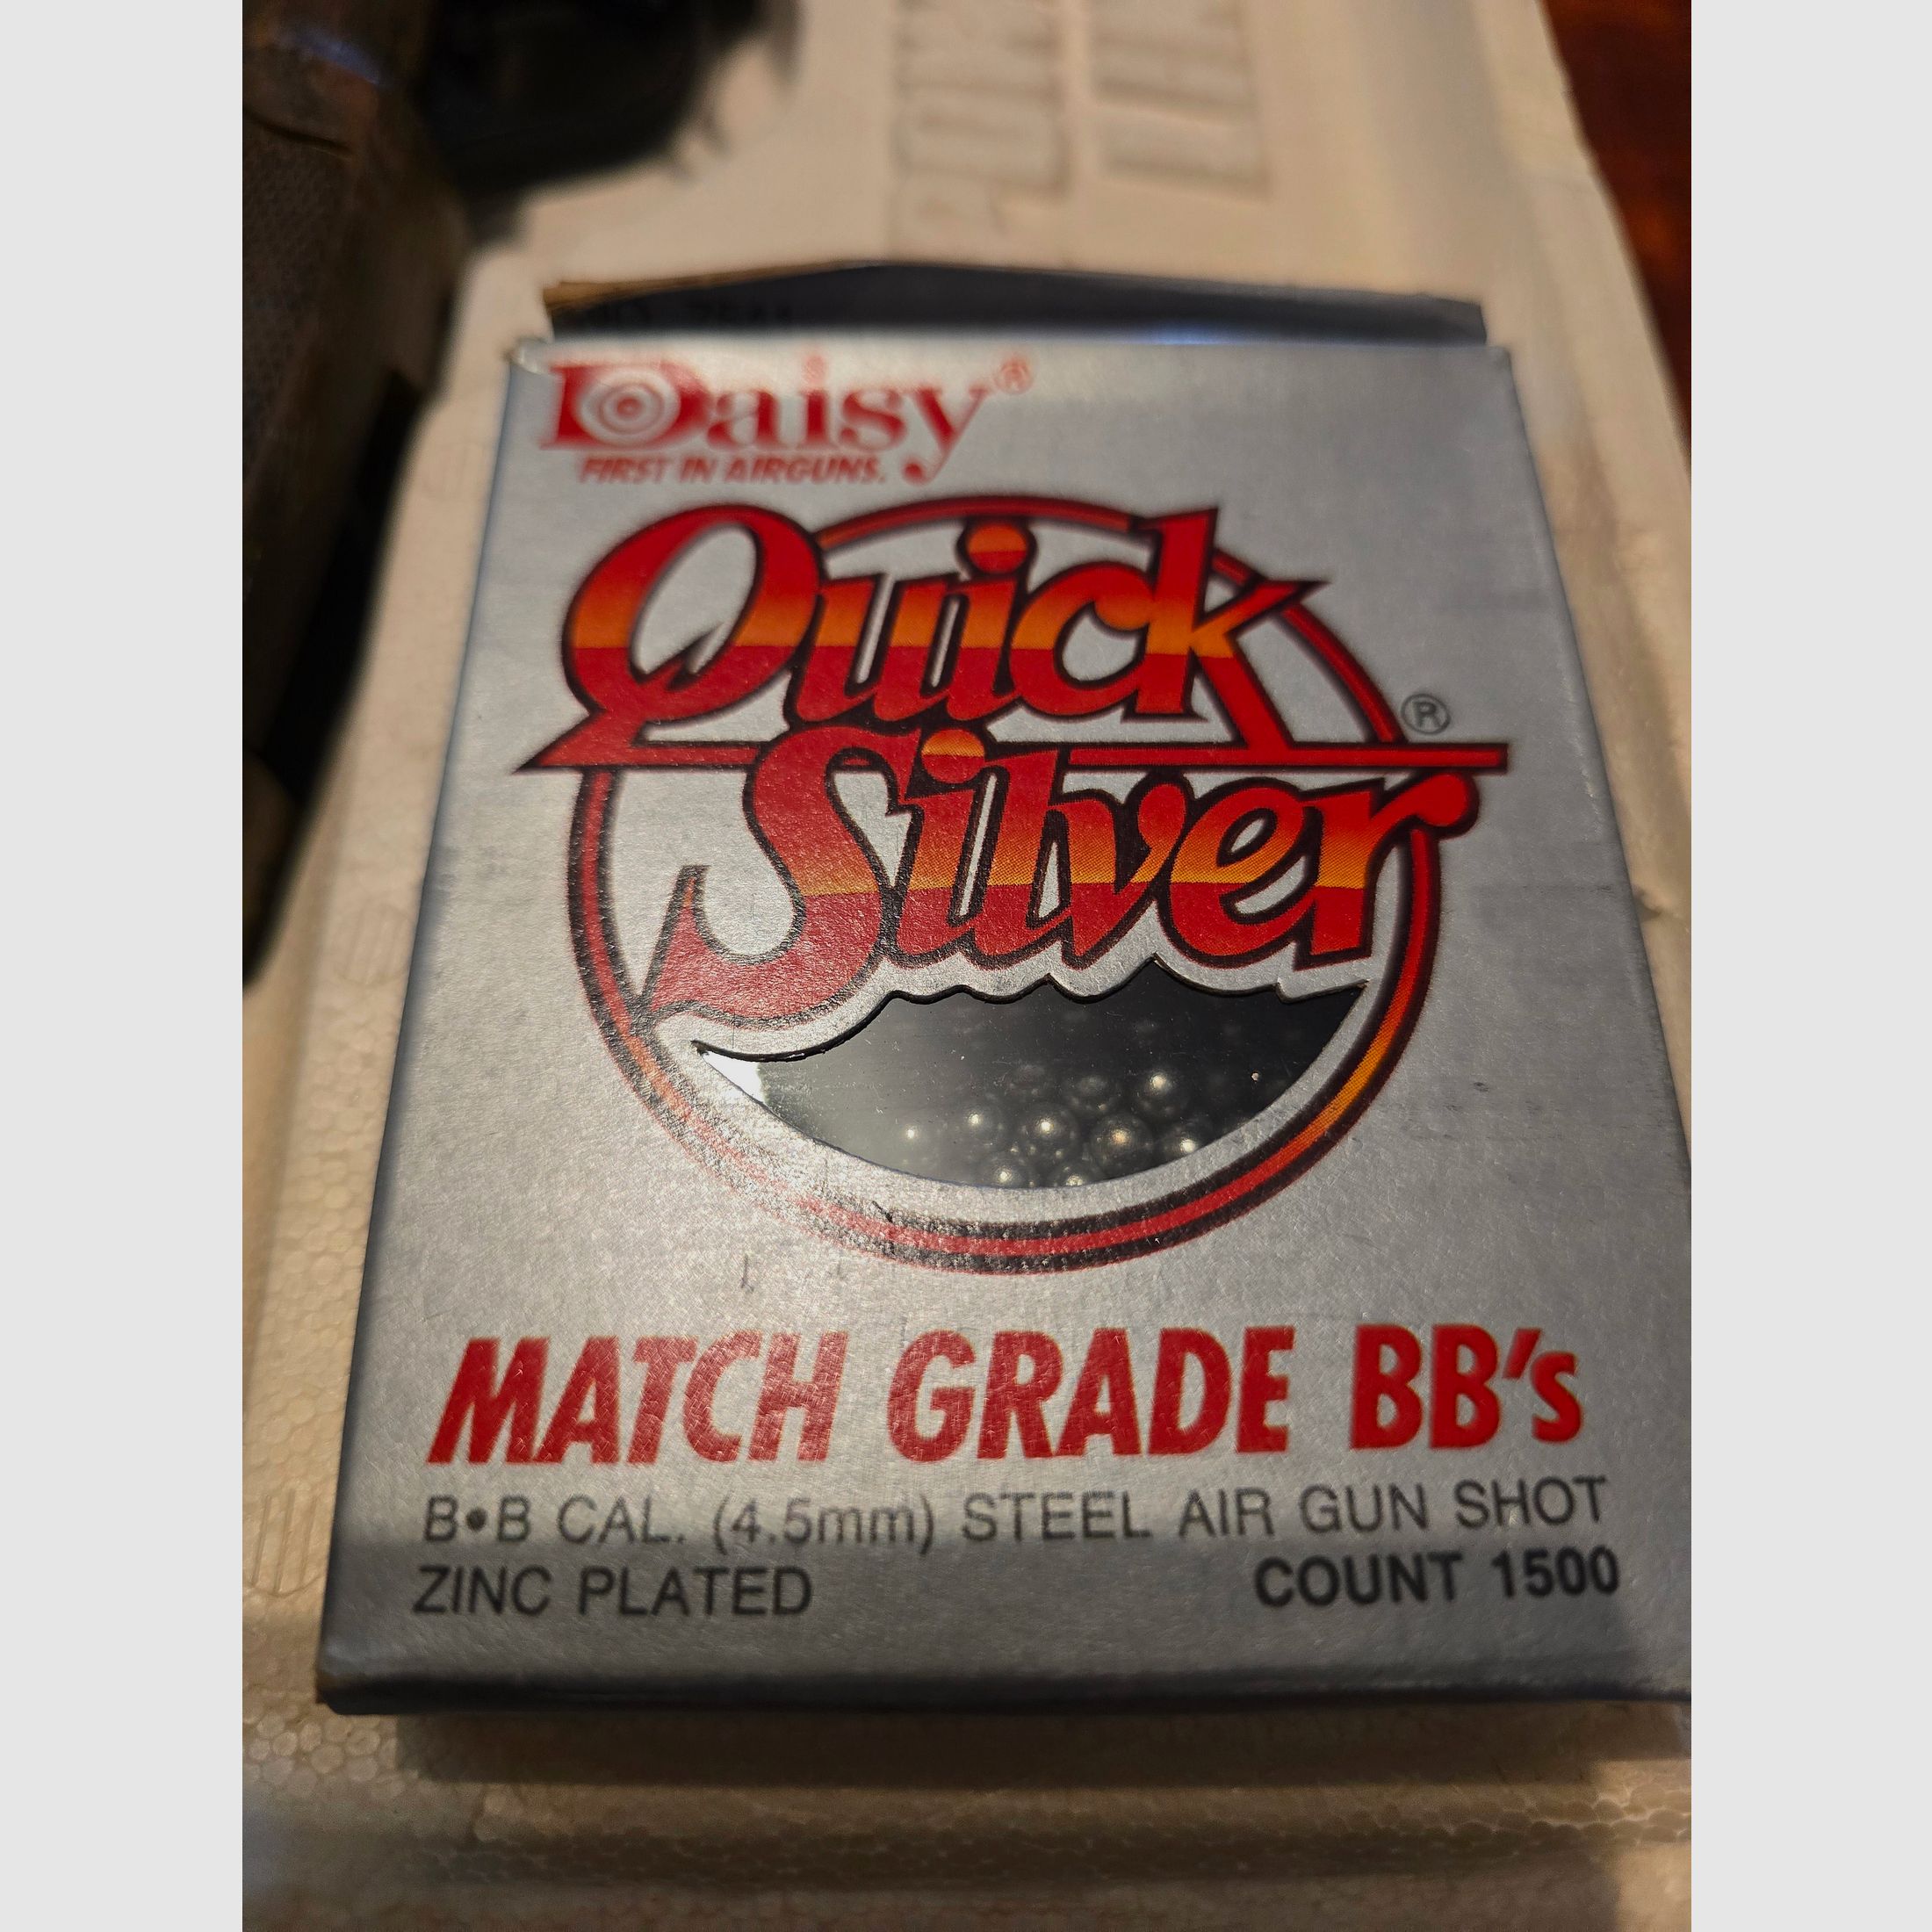 Daisy®
FIRST IN AIRGUNS.
Quick
Silver®
MATCH GRADE BB's
B•B CAL. (4.5mm) STEEL AIR GUN SHOT
ZINC PLATED COUNT 1500